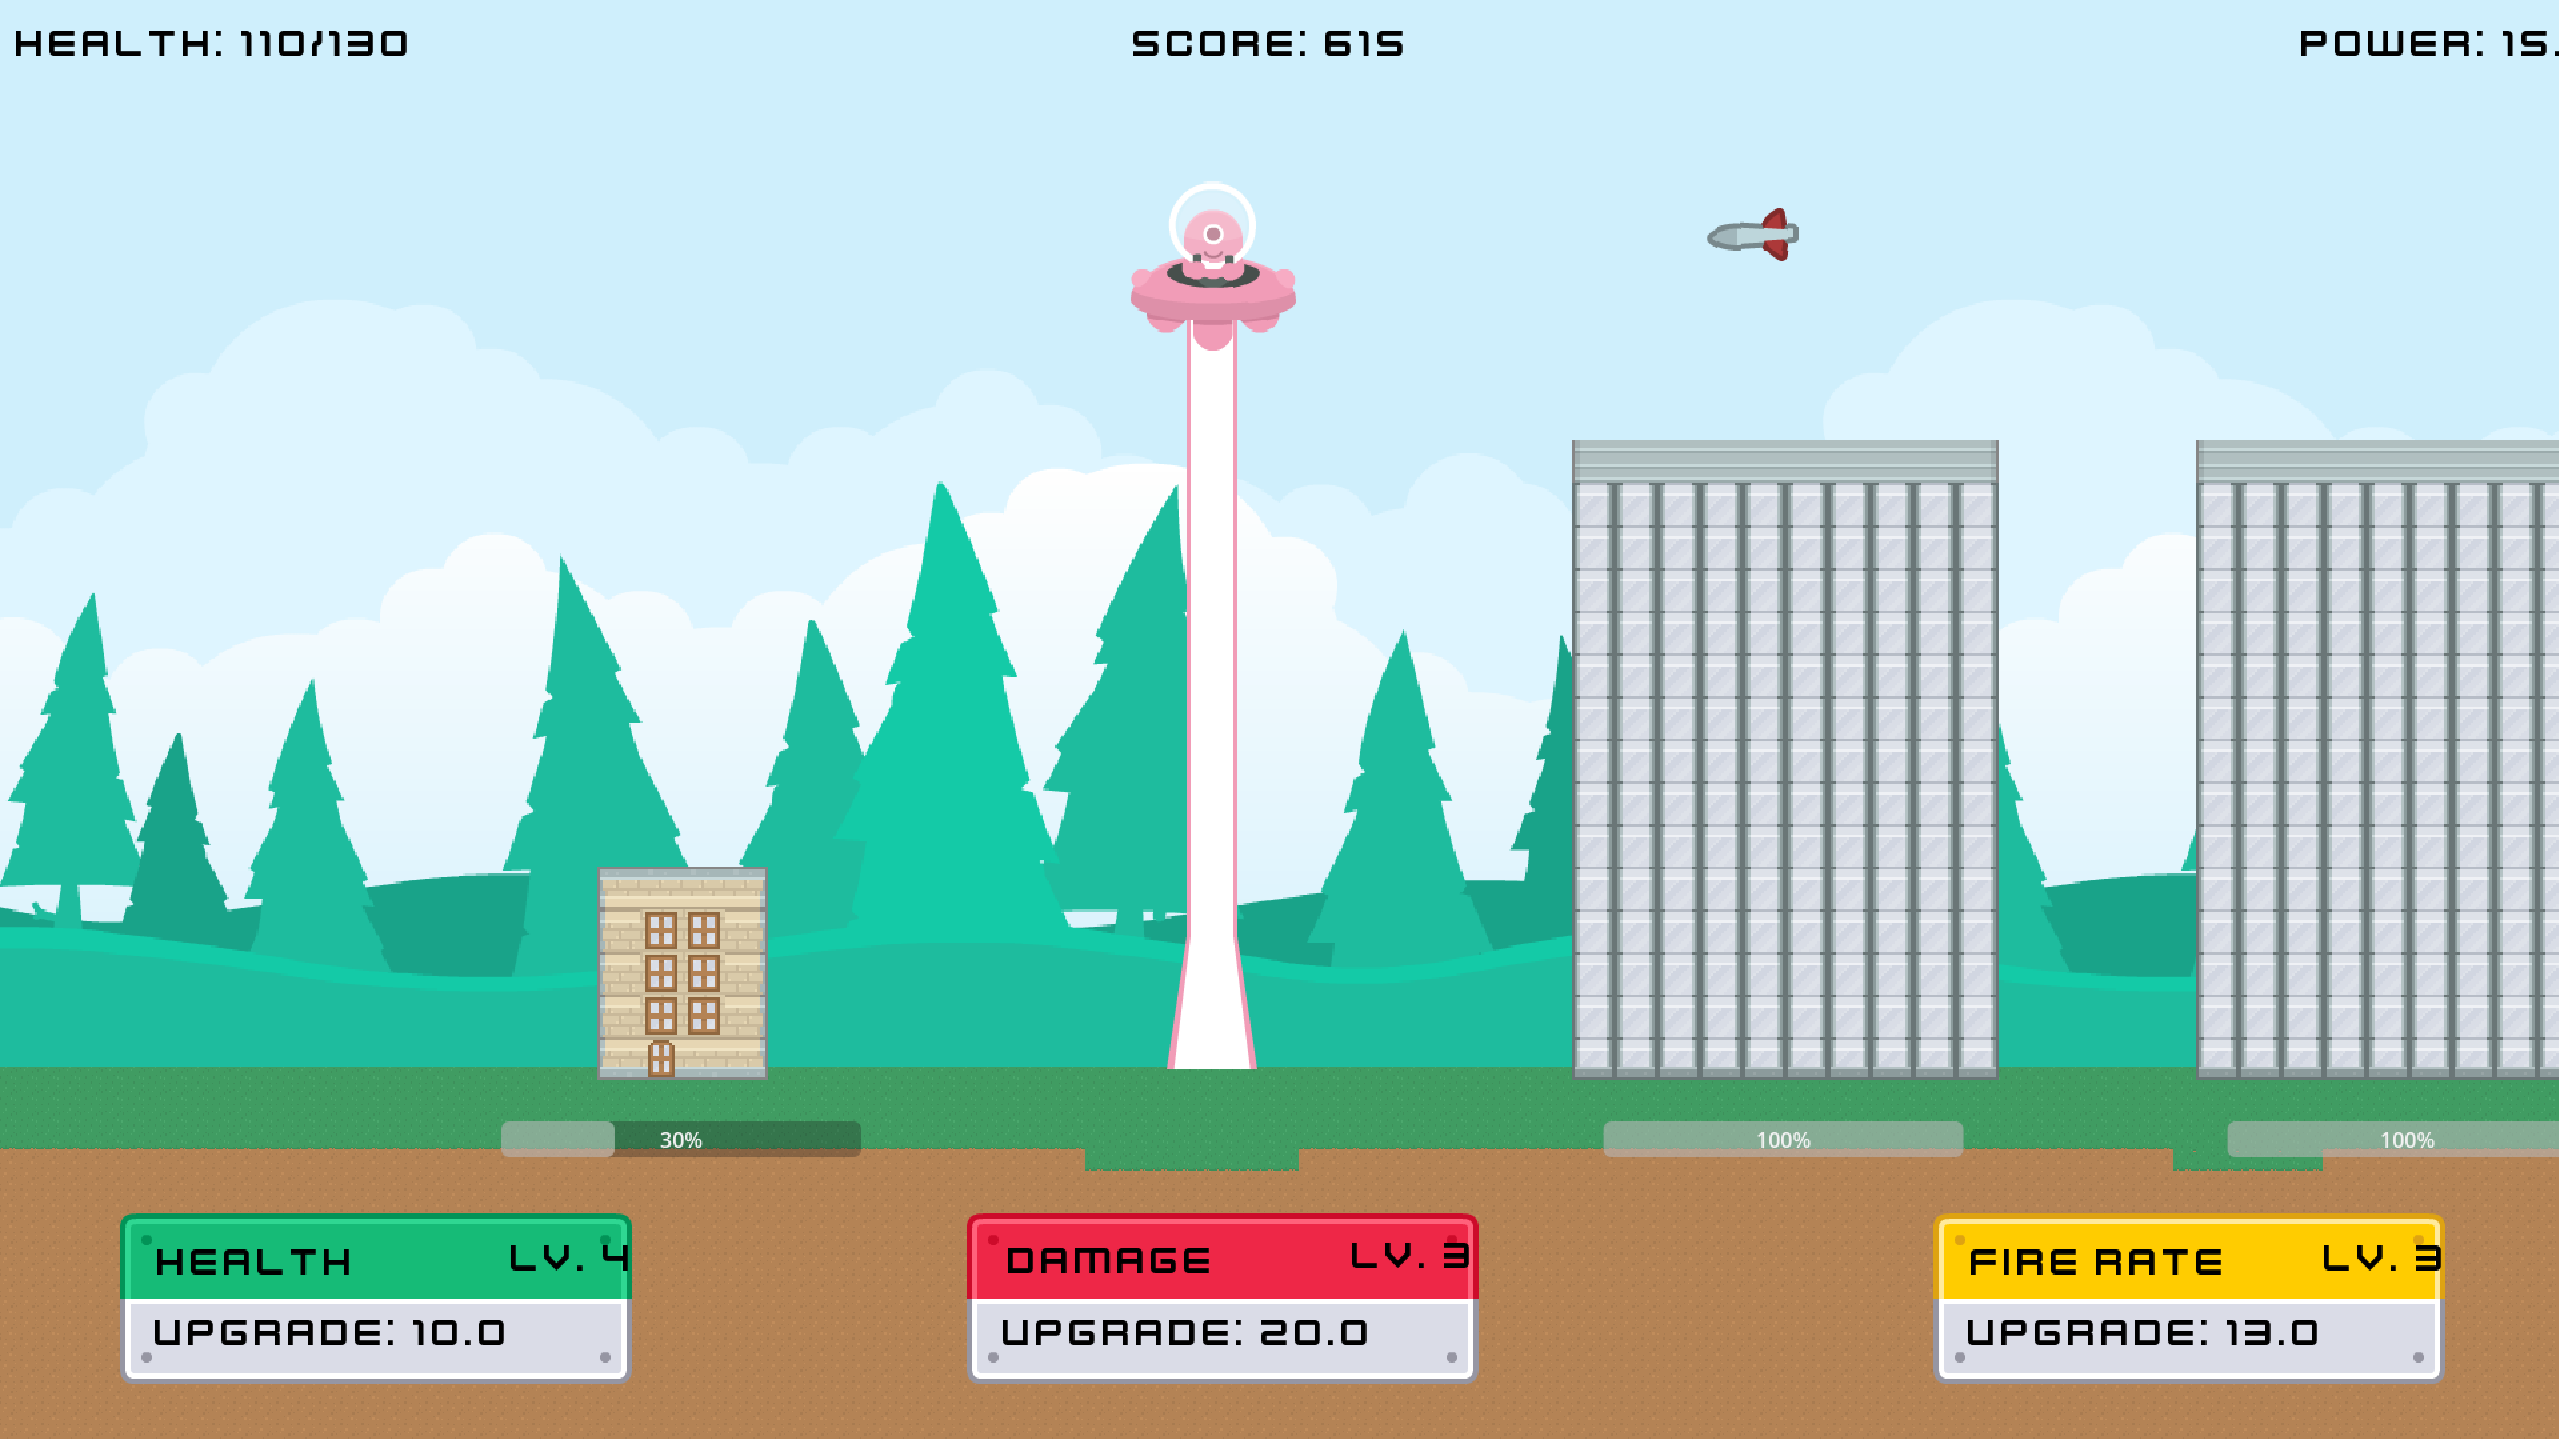 HEALTH: 110/130
SCORE: 615
POWER: 15.
30%
100%
100%
HEALTH LV. 4
UPGRADE: 10.0
DAMAGE LV. 3
UPGRADE: 20.0
FIRE RATE LV. 3
UPGRADE: 13.0